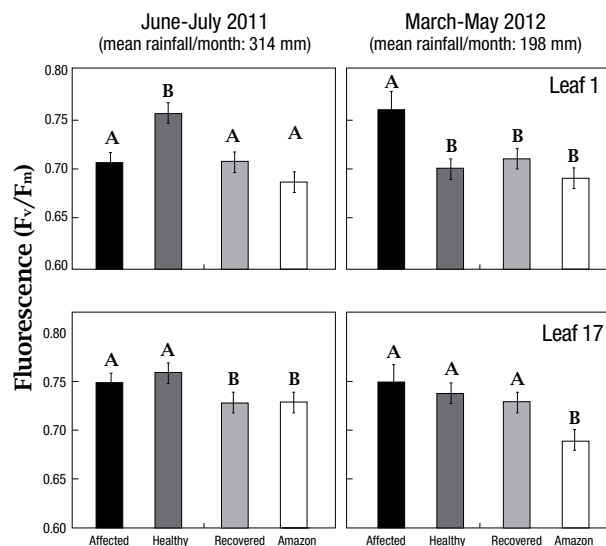 June-July 2011
(mean rainfall/month: 314 mm)
March-May 2012
(mean rainfall/month: 198 mm)
Fluorescence (Fv/Fm)
Leaf 1
0.80
0.75
0.70
0.65
0.60
A
B
A
A
A
B
B
B
Leaf 17
0.80
0.75
0.70
0.65
0.60
A
A
B
B
A
A
A
B
Affected Healthy Recovered Amazon
Affected Healthy Recovered Amazon